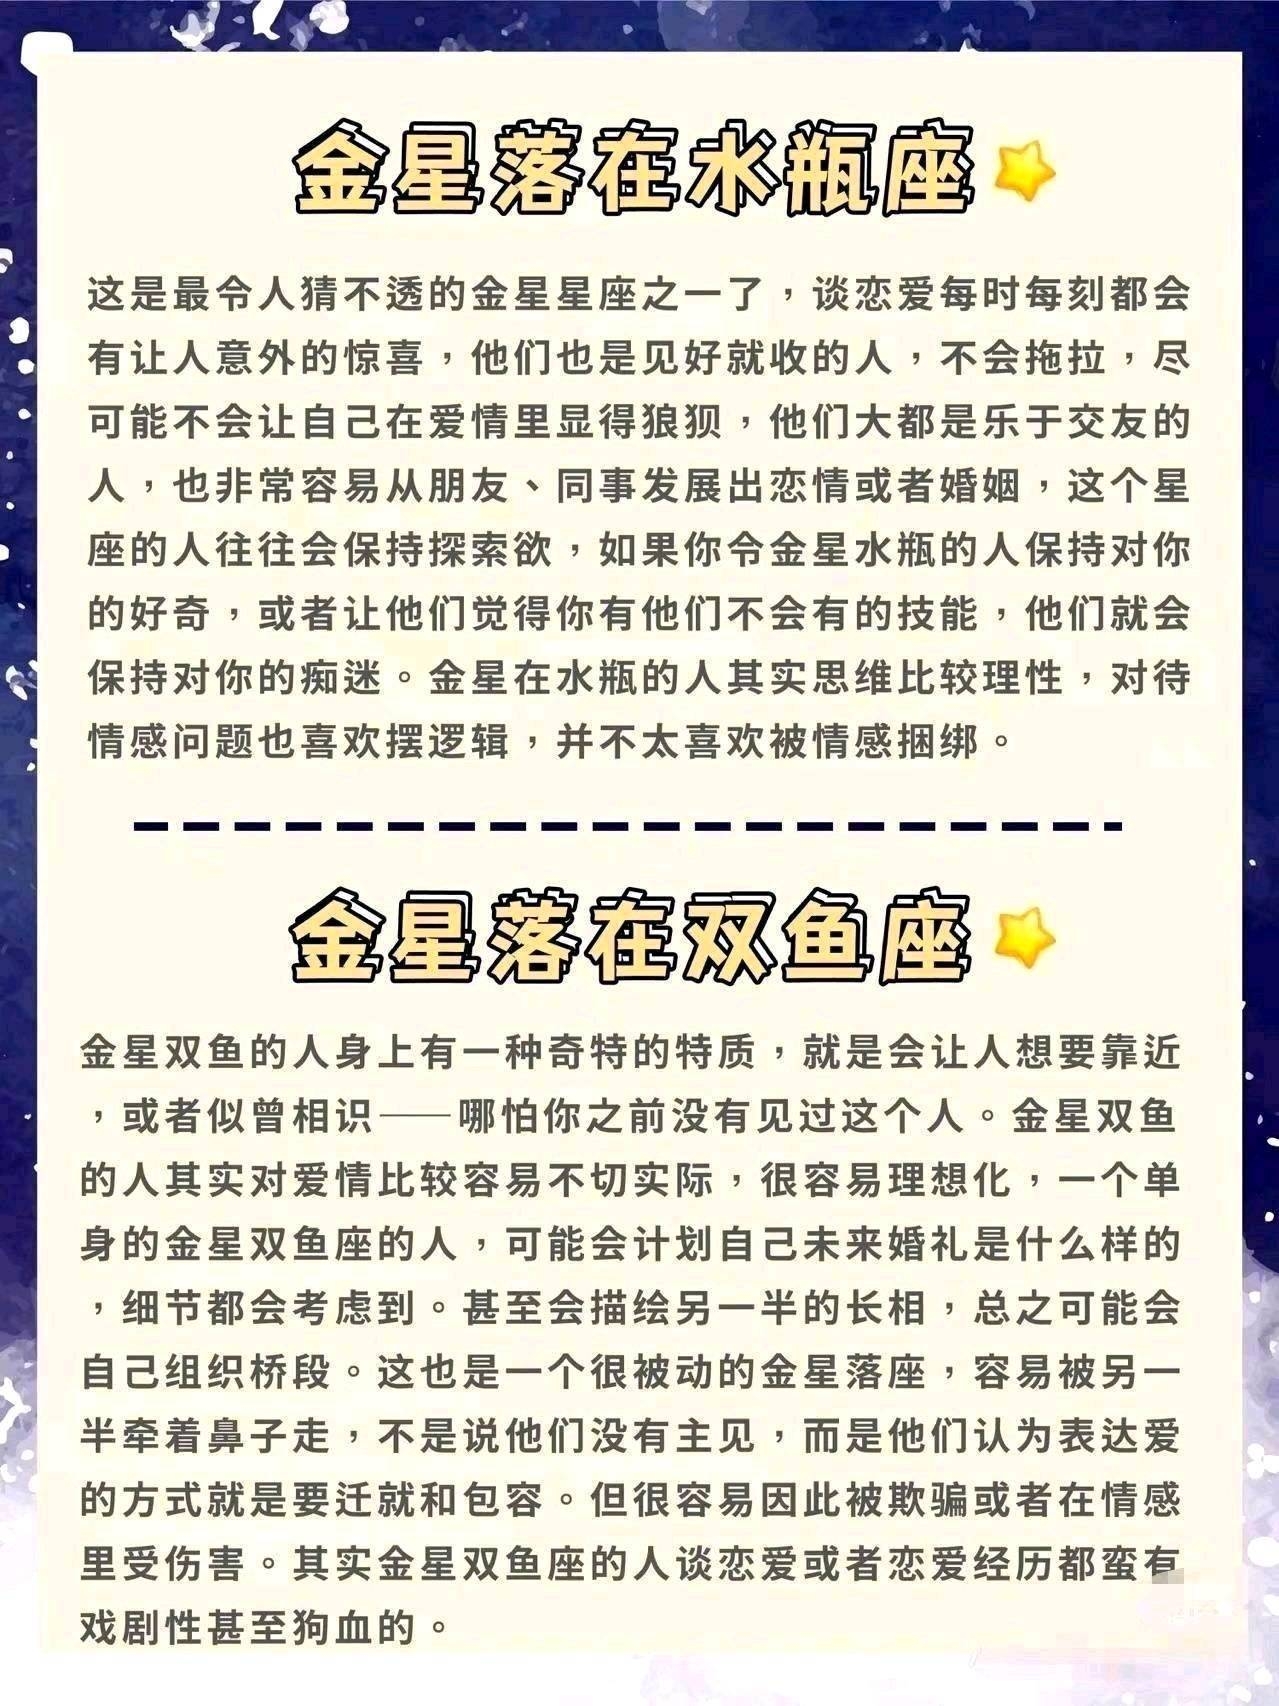 金星落在水瓶座
这是最令人猜不透的金星星座之一了，谈恋爱每时每刻都会
有让人意外的惊喜，他们也是见好就收的人，不会拖拉，尽
可能不会让自己在爱情里显得狼狈，他们大都是乐于交友的
人，也非常容易从朋友、同事发展出恋情或者婚姻，这个星
座的人往往会保持探索欲，如果你令金星水瓶的人保持对你
的好奇，或者让他们觉得你有他们不会有的技能，他们就会
保持对你的痴迷。金星在水瓶的人其实思维比较理性，对待
情感问题也喜欢摆逻辑，并不太喜欢被情感捆绑。
金星落在双鱼座
金星双鱼的人身上有一种奇特的特质，就是会让人想要靠近
，或者似曾相识——哪怕你之前没有见过这个人。金星双鱼
的人其实对爱情比较容易不切实际，很容易理想化，一个单
身的金星双鱼座的人，可能会计划自己未来婚礼是什么样的
，细节都会考虑到。甚至会描绘另一半的长相，总之可能会
自己组织桥段。这也是一个很被动的金星落座，容易被另一
半牵着鼻子走，不是说他们没有主见，而是他们认为表达爱
的方式就是要迁就和包容。但很容易因此被欺骗或者在情感
里受伤害。其实金星双鱼座的人谈恋爱或者恋爱经历都蛮有
戏剧性甚至狗血的。